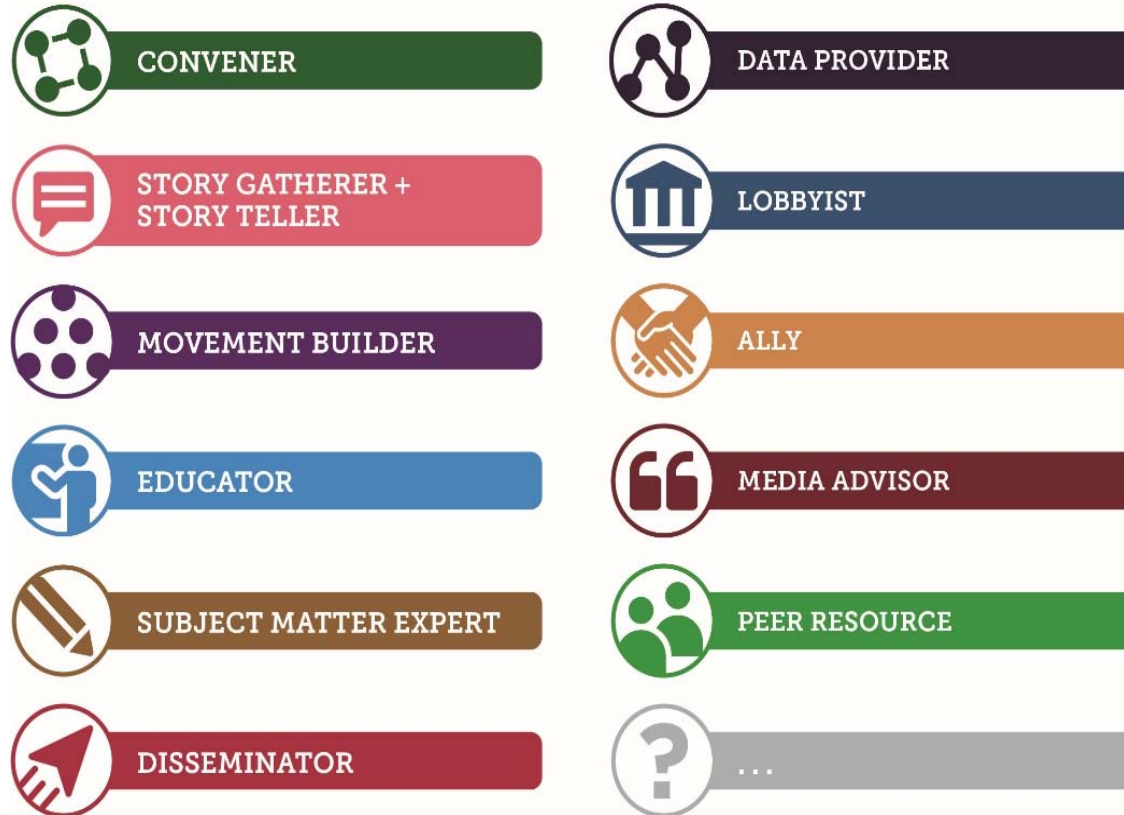 CONVENER
STORY GATHERER +
STORY TELLER
MOVEMENT BUILDER
EDUCATOR
SUBJECT MATTER EXPERT
DISSEMINATOR
DATA PROVIDER
LOBBYIST
ALLY
MEDIA ADVISOR
PEER RESOURCE
?
...